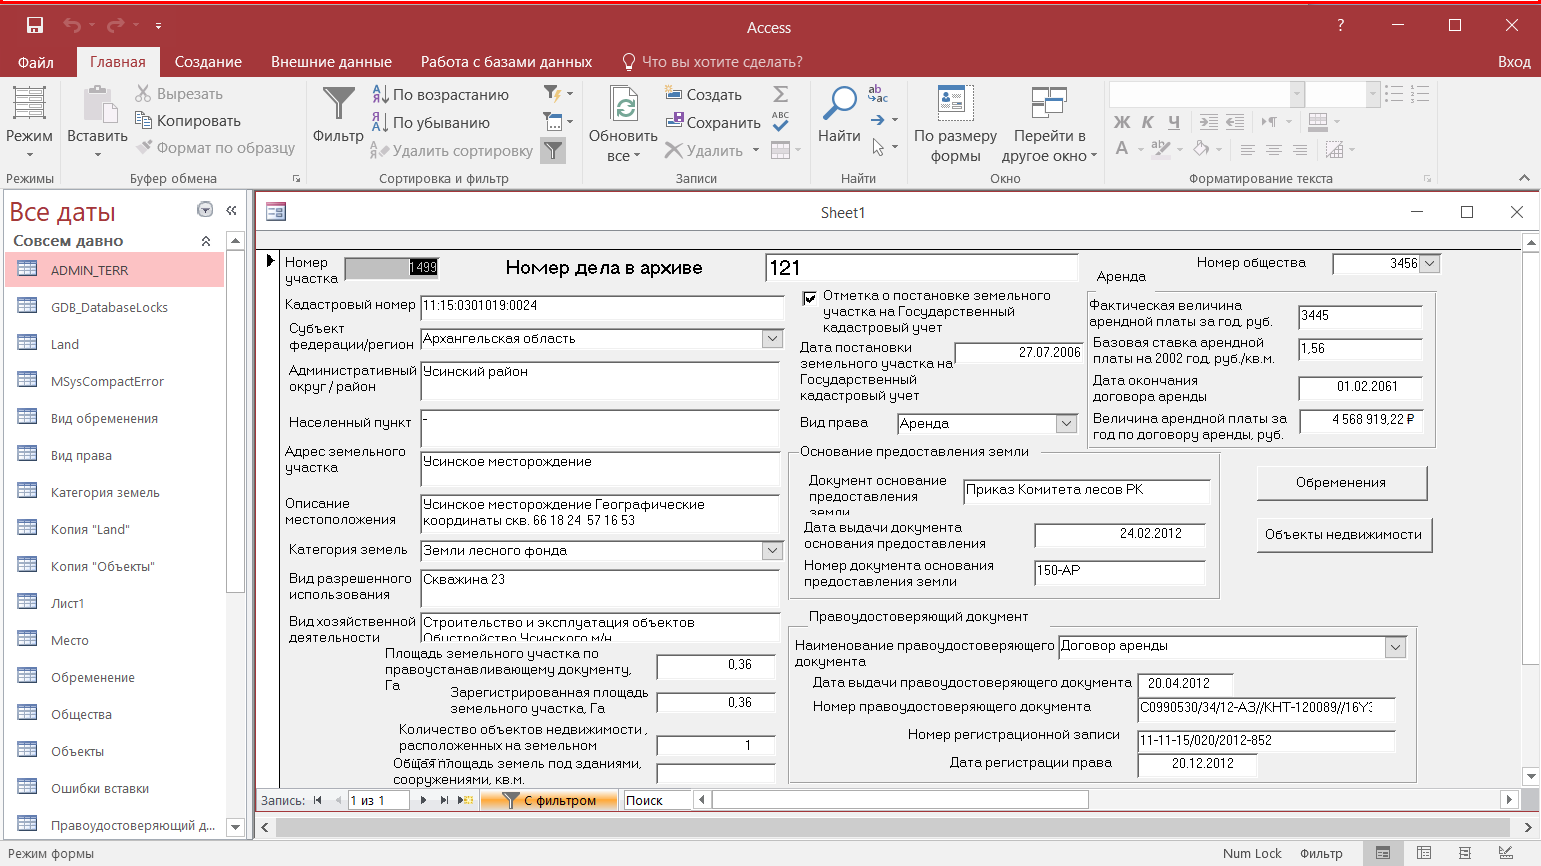 Access
?
Файл
Главная
Создание
Внешние данные
Работа с базами данных
Что вы хотите сделать?
Вход
Режим
Вставить
Вырезать
Копировать
Формат по образцу
Фильтр
По возрастанию
По убыванию
Удалить сортировку
Обновить
все
Создать
Сохранить
Удалить
Найти
По размеру
формы
Перейти в
другое окно
Ж К Ч
А
Режимы
Буфер обмена
Сортировка и фильтр
Записи
Найти
Окно
Форматирование текста
Все даты
Совсем давно
ADMIN_TERR
GDB_DatabaseLocks
Land
MSysCompactError
Вид обременения
Вид права
Категория земель
Копия "Land"
Копия "Объекты"
Лист1
Место
Обременение
Общества
Объекты
Ошибки вставки
Правоудостоверяющий д...
Sheet1
Номер
участка
1499
Номер дела в архиве
121
Номер общества
3456
Кадастровый номер
11:15:0301019:0024
Субъект
федерации/регион
Архангельская область
Административный
округ / район
Усинский район
Населенный пункт
-
Адрес земельного
участка
Усинское месторождение
Описание
местоположения
Усинское месторождение Географические
координаты скв. 66 18 24  57 16 53
Категория земель
Земли лесного фонда
Вид разрешенного
использования
Скважина 23
Вид хозяйственной
деятельности
Строительство и эксплуатация объектов
Обустройство Усинского м/н
Площадь земельного участка по
правоустанавливающему документу,
Га
0,36
Зарегистрированная площадь
земельного участка, Га
0,36
Количество объектов недвижимости ,
расположенных на земельном
1
Общая площадь земель под зданиями,
сооружениями, кв.м.
Отметка о постановке земельного
участка на Государственный
кадастровый учет
Дата постановки
земельного участка на
Государственный
кадастровый учет
27.07.2006
Вид права
Аренда
Основание предоставления земли
Документ основание
предоставления
земли
Приказ Комитета лесов РК
Дата выдачи документа
основания предоставления
24.02.2012
Номер документа основания
предоставления земли
150-АР
Аренда
Фактическая величина
арендной платы за год, руб.
3445
Базовая ставка арендной
платы на 2002 год, руб./кв.м.
1,56
Дата окончания
договора аренды
01.02.2061
Величина арендной платы за
год по договору аренды, руб.
4 568 919,22 ₽
Обременения
Объекты недвижимости
Правоудостоверяющий документ
Наименование правоудостоверяющего
документа
Договор аренды
Дата выдачи правоудостоверяющего документа
20.04.2012
Номер правоудостоверяющего документа
С0990530/34/12-АЗ//КНТ-120089//16Y
Номер регистрационной записи
11-11-15/020/2012-852
Дата регистрации права
20.12.2012
Запись:
1 из 1
С фильтром
Поиск
Режим формы
Num Lock
Фильтр